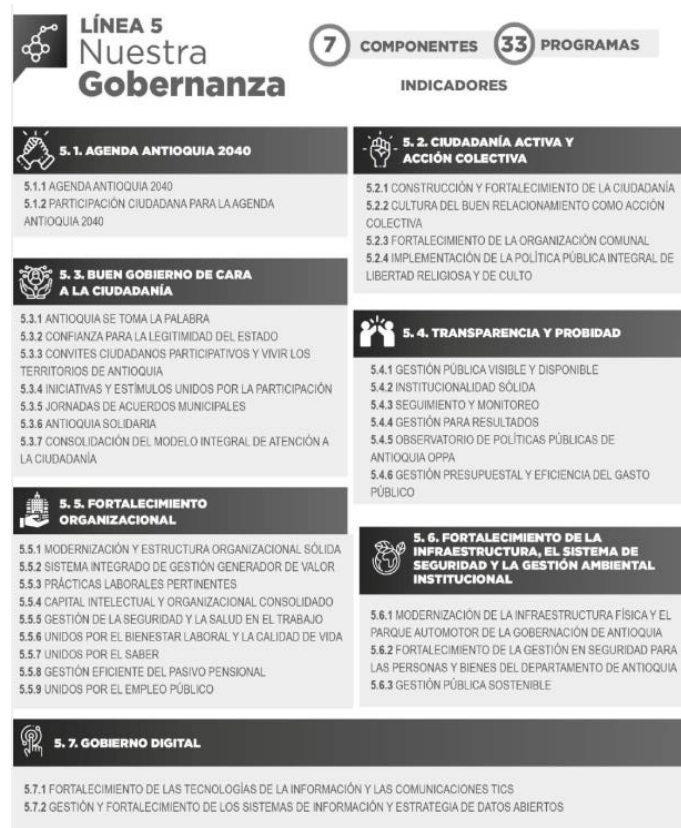 LÍNEA 5
Nuestra
Gobernanza
7 COMPONENTES 33 PROGRAMAS
INDICADORES
5. 1. AGENDA ANTIOQUIA 2040
5.1.1 AGENDA ANTIOQUIA 2040
5.1.2 PARTICIPACIÓN CIUDADANA PARA LA AGENDA
ANTIOQUIA 2040
5. 2. CIUDADANÍA ACTIVA Y
ACCIÓN COLECTIVA
5.2.1 CONSTRUCCIÓN Y FORTALECIMIENTO DE LA CIUDADANÍA
5.2.2 CULTURA DEL BUEN RELACIONAMIENTO COMO ACCIÓN
COLECTIVA
5.2.3 FORTALECIMIENTO DE LA ORGANIZACIÓN COMUNAL
5.2.4 IMPLEMENTACIÓN DE LA POLÍTICA PÚBLICA INTEGRAL DE
LIBERTAD RELIGIOSA Y DE CULTO
5. 3. BUEN GOBIERNO DE CARA
A LA CIUDADANÍA
5.3.1 ANTIOQUIA SE TOMA LA PALABRA
5.3.2 CONFIANZA PARA LA LEGITIMIDAD DEL ESTADO
5.3.3 CONVITES CIUDADANOS PARTICIPATIVOS Y VIVIR LOS
TERRITORIOS DE ANTIOQUIA
5.3.4 INICIATIVAS Y ESTÍMULOS UNIDOS POR LA PARTICIPACIÓN
5.3.5 JORNADAS DE ACUERDOS MUNICIPALES
5.3.6 ANTIOQUIA SOLIDARIA
5.3.7 CONSOLIDACIÓN DEL MODELO INTEGRAL DE ATENCIÓN A
LA CIUDADANÍA
5. 4. TRANSPARENCIA Y PROBIDAD
5.4.1 GESTIÓN PÚBLICA VISIBLE Y DISPONIBLE
5.4.2 INSTITUCIONALIDAD SÓLIDA
5.4.3 SEGUIMIENTO Y MONITOREO
5.4.4 GESTIÓN PARA RESULTADOS
5.4.5 OBSERVATORIO DE POLÍTICAS PÚBLICAS DE
ANTIOQUIA OPPA
5.4.6 GESTIÓN PRESUPUESTAL Y EFICIENCIA DEL GASTO
PÚBLICO
5. 5. FORTALECIMIENTO
ORGANIZACIONAL
5.5.1 MODERNIZACIÓN Y ESTRUCTURA ORGANIZACIONAL SÓLIDA
5.5.2 SISTEMA INTEGRADO DE GESTIÓN GENERADOR DE VALOR
5.5.3 PRÁCTICAS LABORALES PERTINENTES
5.5.4 CAPITAL INTELECTUAL Y ORGANIZACIONAL CONSOLIDADO
5.5.5 GESTIÓN DE LA SEGURIDAD Y LA SALUD EN EL TRABAJO
5.5.6 UNIDOS POR EL BIENESTAR LABORAL Y LA CALIDAD DE VIDA
5.5.7 UNIDOS POR EL SABER
5.5.8 GESTIÓN EFICIENTE DEL PASIVO PENSIONAL
5.5.9 UNIDOS POR EL EMPLEO PÚBLICO
5. 6. FORTALECIMIENTO DE LA
INFRAESTRUCTURA, EL SISTEMA DE
SEGURIDAD Y LA GESTIÓN AMBIENTAL
INSTITUCIONAL
5.6.1 MODERNIZACIÓN DE LA INFRAESTRUCTURA FÍSICA Y EL
PARQUE AUTOMOTOR DE LA GOBERNACIÓN DE ANTIOQUIA
5.6.2 FORTALECIMIENTO DE LA GESTIÓN EN SEGURIDAD PARA
LAS PERSONAS Y BIENES DEL DEPARTAMENTO DE ANTIOQUIA
5.6.3 GESTIÓN PÚBLICA SOSTENIBLE
5. 7. GOBIERNO DIGITAL
5.7.1 FORTALECIMIENTO DE LAS TECNOLOGÍAS DE LA INFORMACIÓN Y LAS COMUNICACIONES TICS
5.7.2 GESTIÓN Y FORTALECIMIENTO DE LOS SISTEMAS DE INFORMACIÓN Y ESTRATEGIA DE DATOS ABIERTOS